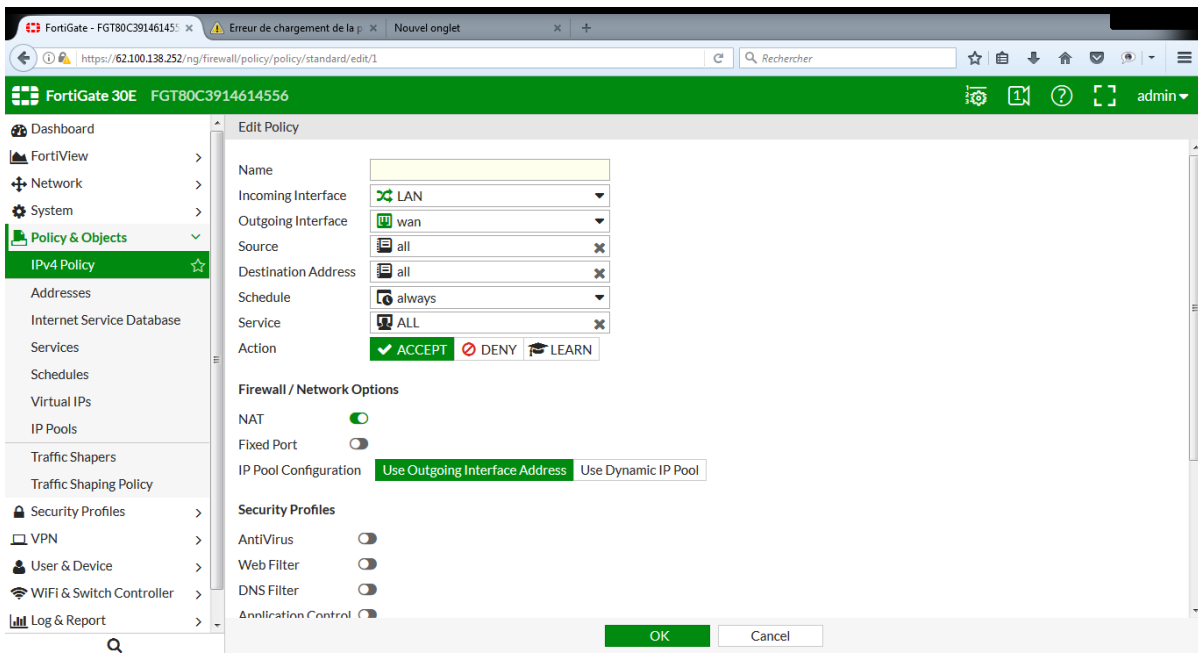 FortiGate - FGT80C39146145 Erreur de chargement de la p Nouvel onglet
https://62.100.138.252/ng/firewall/policy/policy/standard/edit/1 Rechercher
FortiGate 30E FGT80C3914614556 1 admin
Dashboard
FortiView
Network
System
Policy & Objects
IPv4 Policy
Addresses
Internet Service Database
Services
Schedules
Virtual IPs
IP Pools
Traffic Shapers
Traffic Shaping Policy
Security Profiles
VPN
User & Device
WiFi & Switch Controller
Log & Report
Edit Policy
Name
Incoming Interface LAN
Outgoing Interface wan
Source all
Destination Address all
Schedule always
Service ALL
Action ACCEPT DENY LEARN
Firewall / Network Options
NAT
Fixed Port
IP Pool Configuration Use Outgoing Interface Address Use Dynamic IP Pool
Security Profiles
AntiVirus
Web Filter
DNS Filter
Application Control
OK Cancel